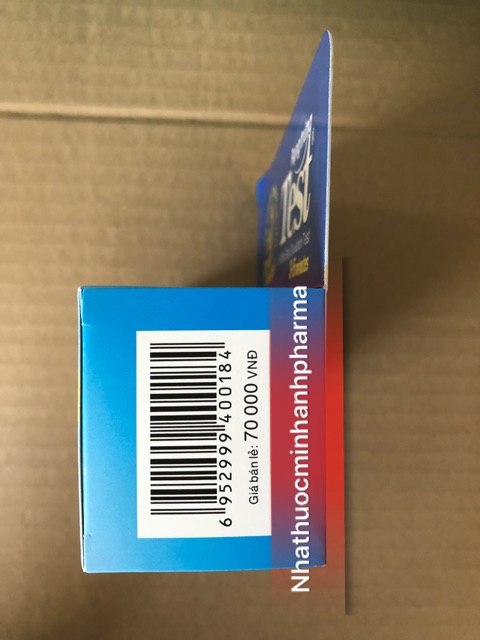 Test
6 952999 400184
Giá bán lẻ: 70 000 VNĐ
Nhathuocminhanhpharma